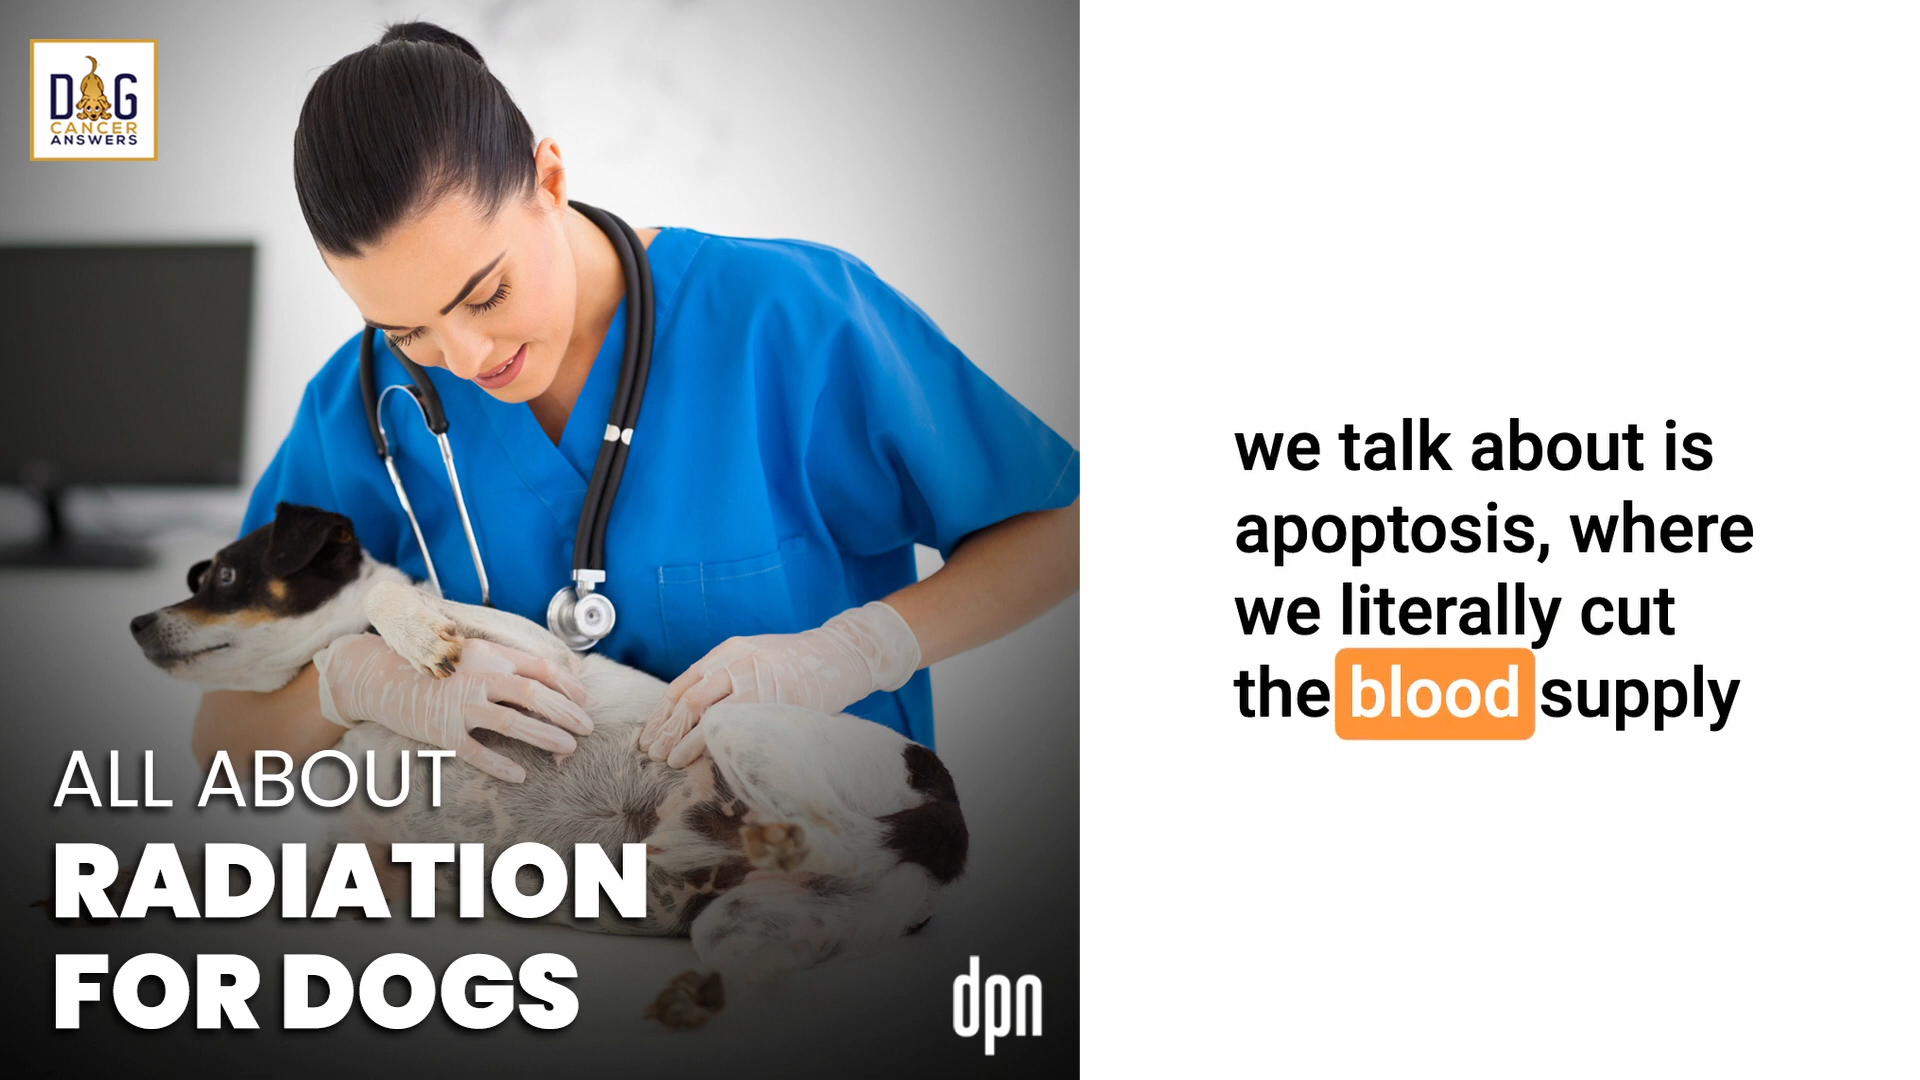 DOG
CANCER
ANSWERS
ALL ABOUT
RADIATION
FOR DOGS
dpn
we talk about is
apoptosis, where
we literally cut
the blood supply